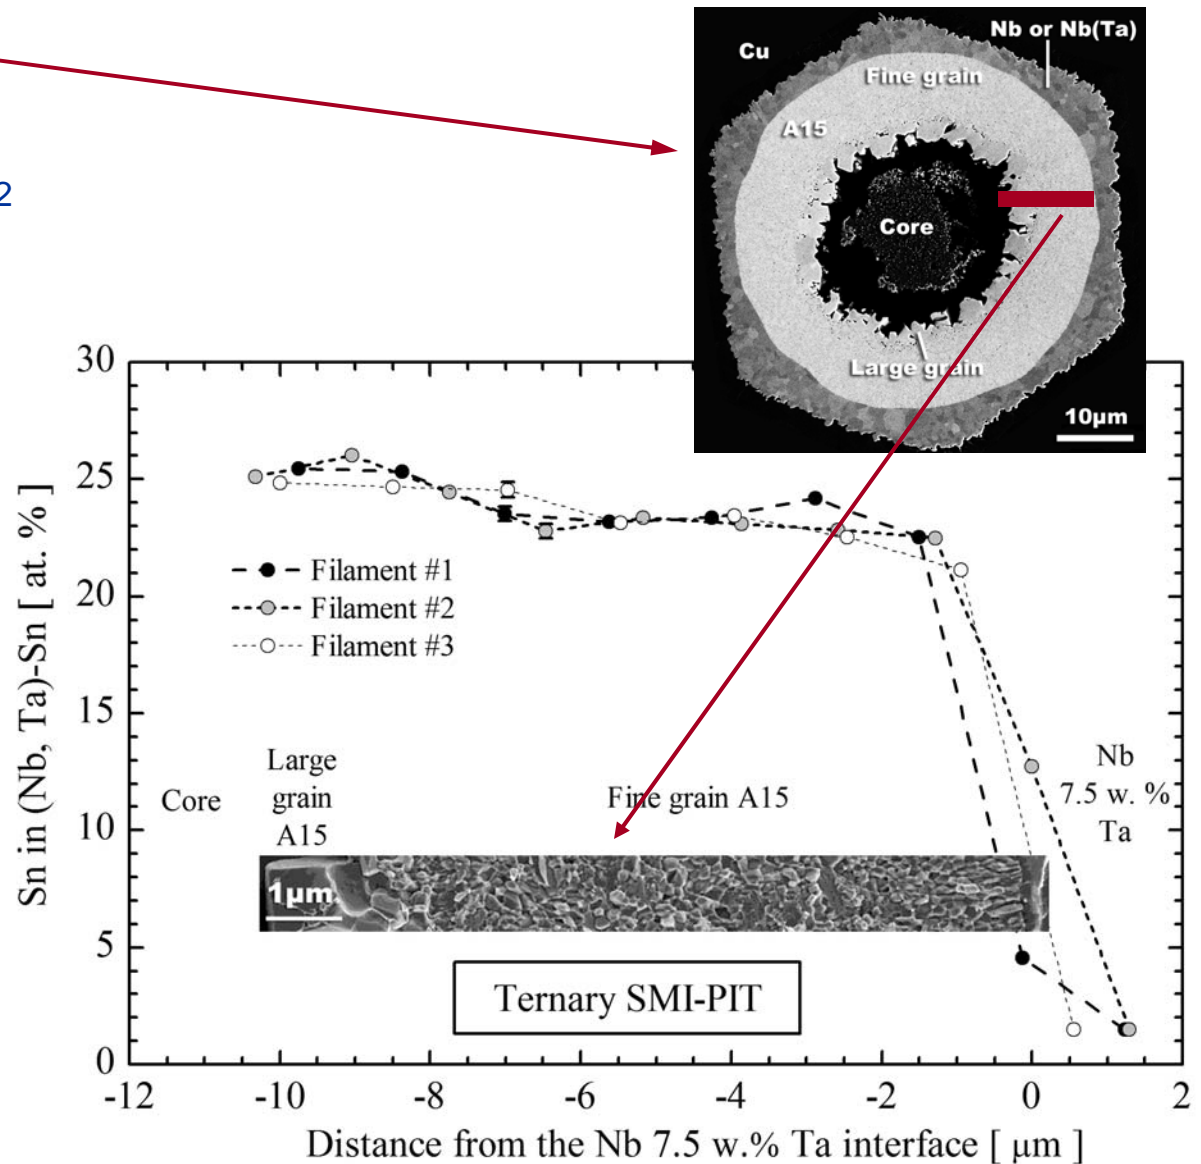 2
Cu
Nb or Nb(Ta)
Fine grain
A15
Core
Large grain
10μm
30
25
20
15
10
5
0
Sn in (Nb, Ta)-Sn [ at. % ]
Filament #1
Filament #2
Filament #3
Core
Large
grain
A15
Fine grain A15
Nb
7.5 w. %
Ta
1μm
Ternary SMI-PIT
-12 -10 -8 -6 -4 -2 0 2
Distance from the Nb 7.5 w.% Ta interface [ μm ]